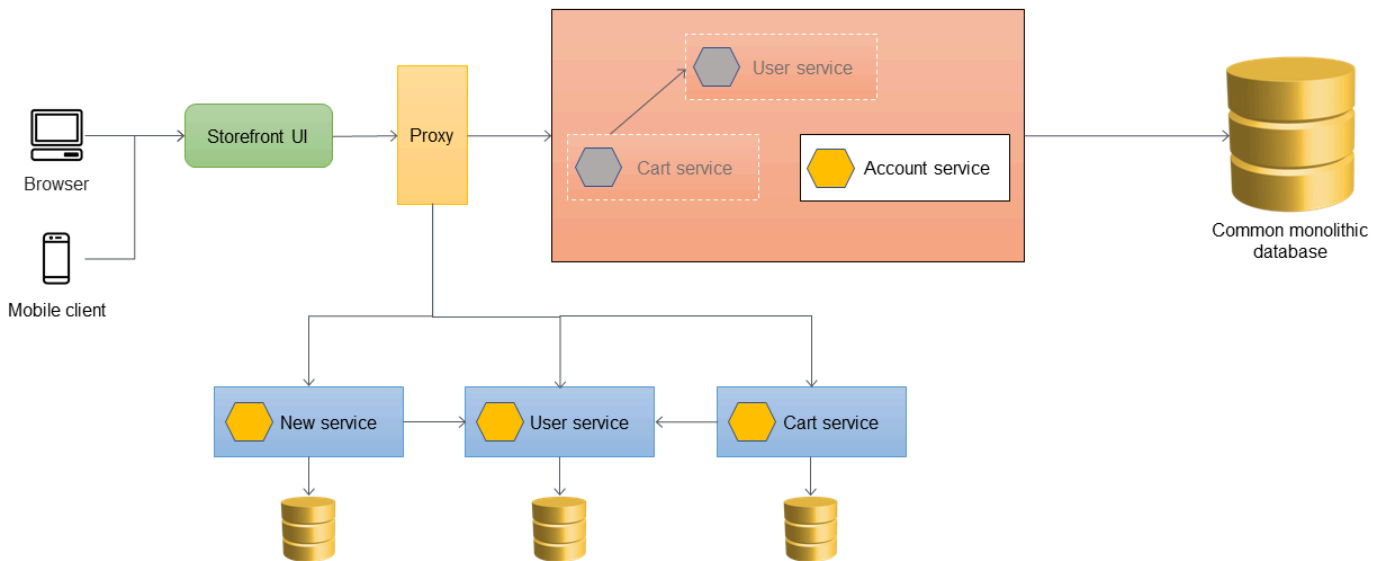 User service
Storefront UI
Proxy
Cart service
Account service
Browser
Common monolithic
database
Mobile client
New service
User service
Cart service